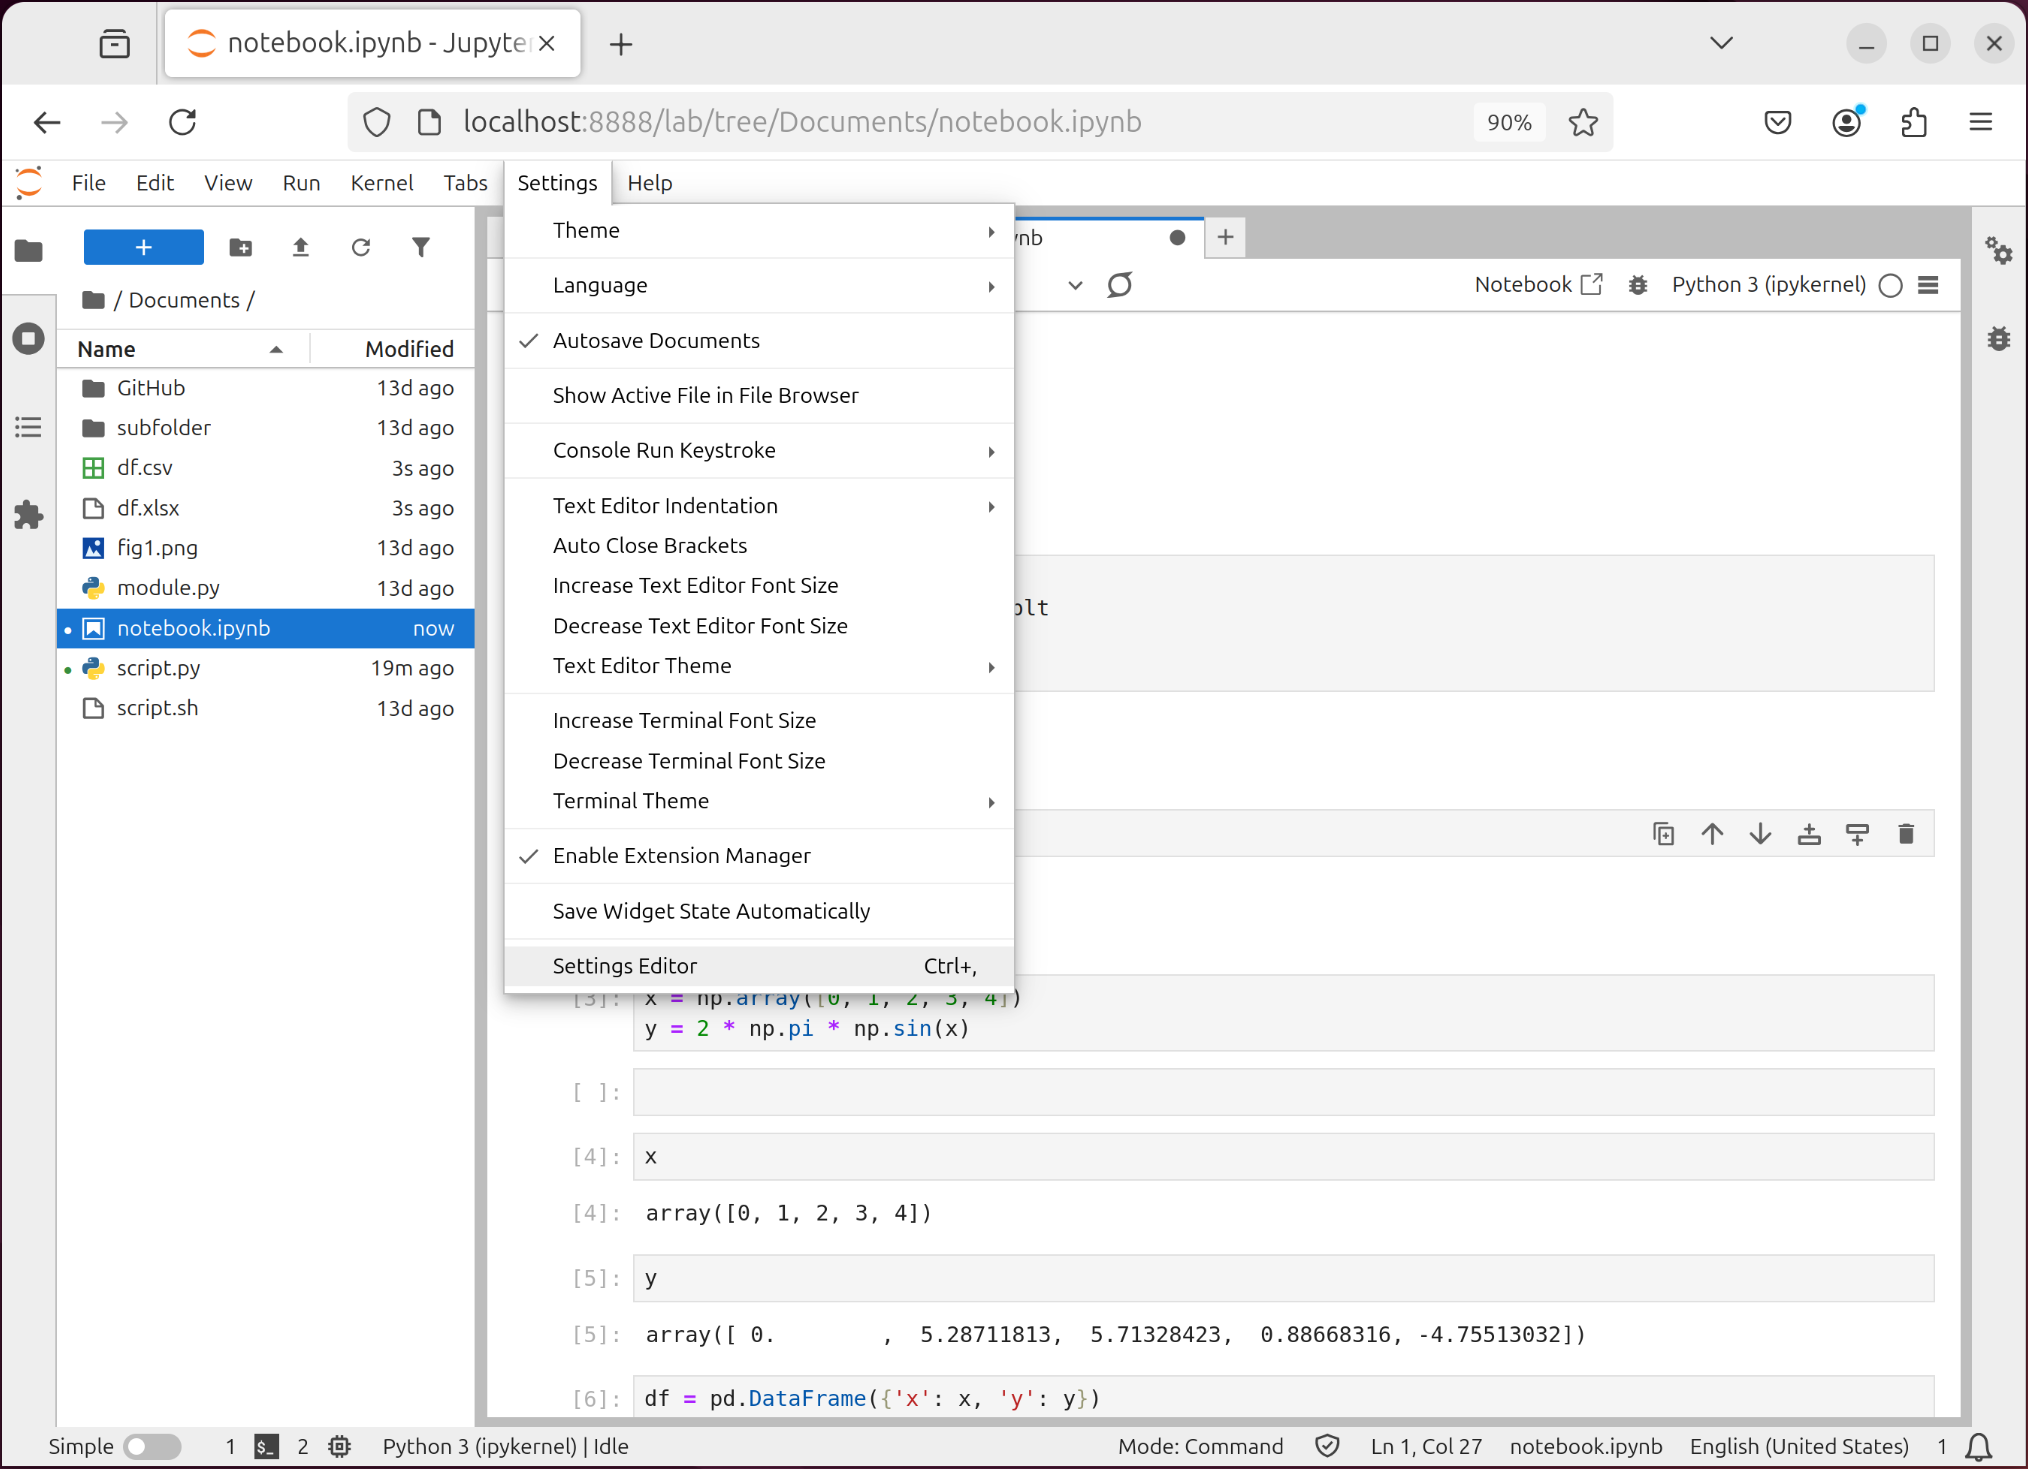 notebook.ipynb - Jupyter
localhost:8888/lab/tree/Documents/notebook.ipynb
90%
File Edit View Run Kernel Tabs Settings Help
/ Documents /
Name Modified
GitHub 13d ago
subfolder 13d ago
df.csv 3s ago
df.xlsx 3s ago
fig1.png 13d ago
module.py 13d ago
notebook.ipynb now
script.py 19m ago
script.sh 13d ago
Theme
Language
Autosave Documents
Show Active File in File Browser
Console Run Keystroke
Text Editor Indentation
Auto Close Brackets
Increase Text Editor Font Size
Decrease Text Editor Font Size
Text Editor Theme
Increase Terminal Font Size
Decrease Terminal Font Size
Terminal Theme
Enable Extension Manager
Save Widget State Automatically
Settings Editor Ctrl+,
nb
Notebook Python 3 (ipykernel)
plt
[3]: x = np.array([0, 1, 2, 3, 4])
y = 2 * np.pi * np.sin(x)
[ ]:
[4]: x
[4]: array([0, 1, 2, 3, 4])
[5]: y
[5]: array([ 0.        ,  5.28711813,  5.71328423,  0.88668316, -4.75513032])
[6]: df = pd.DataFrame({'x': x, 'y': y})
Simple 1 $_ 2 Python 3 (ipykernel) | Idle Mode: Command Ln 1, Col 27 notebook.ipynb English (United States) 1